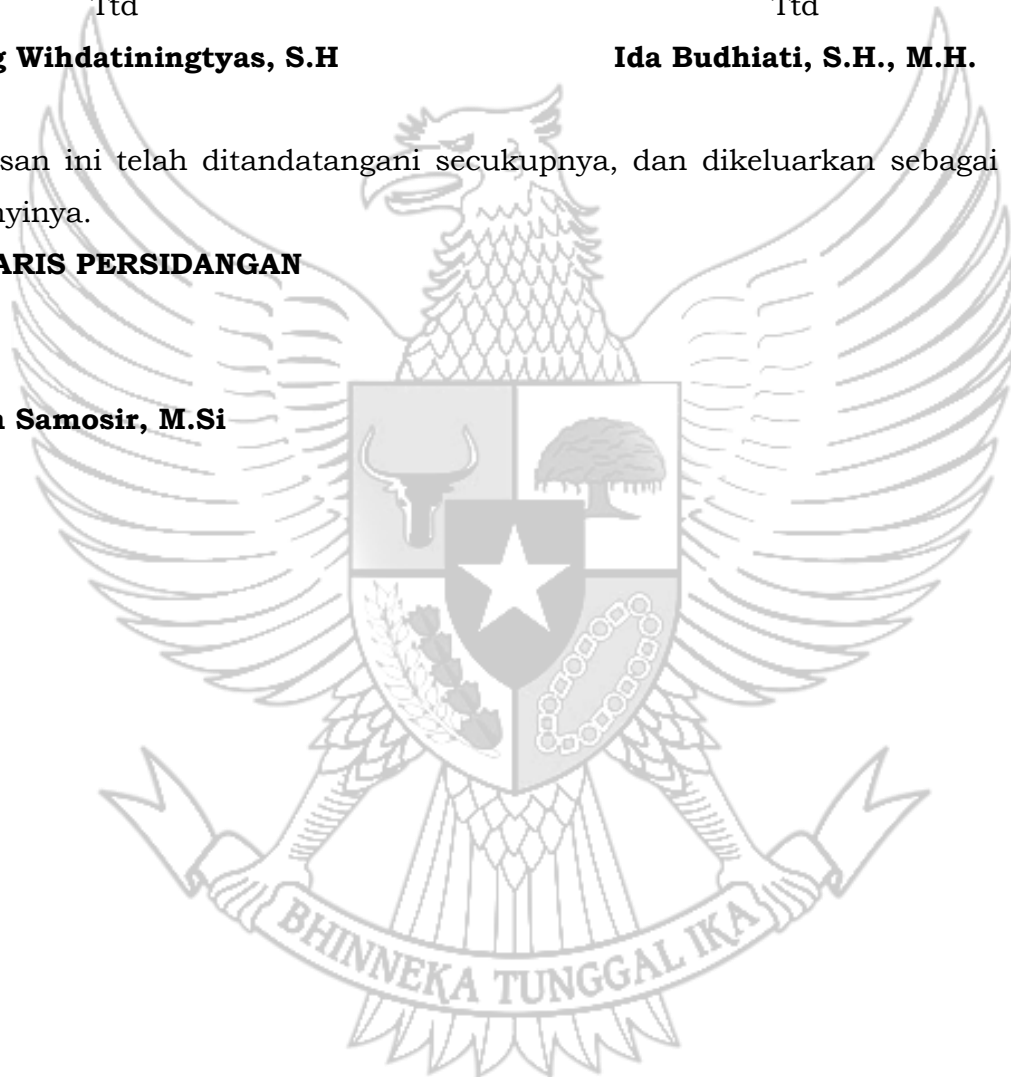 Ttd Ttd
g Wihdatiningtyas, S.H Ida Budhiati, S.H., M.H.
san ini telah ditandatangani secukupnya, dan dikeluarkan sebagai
nyinya.
ARIS PERSIDANGAN
Samosir, M.Si
BHINNEKA TUNGGAL IKA